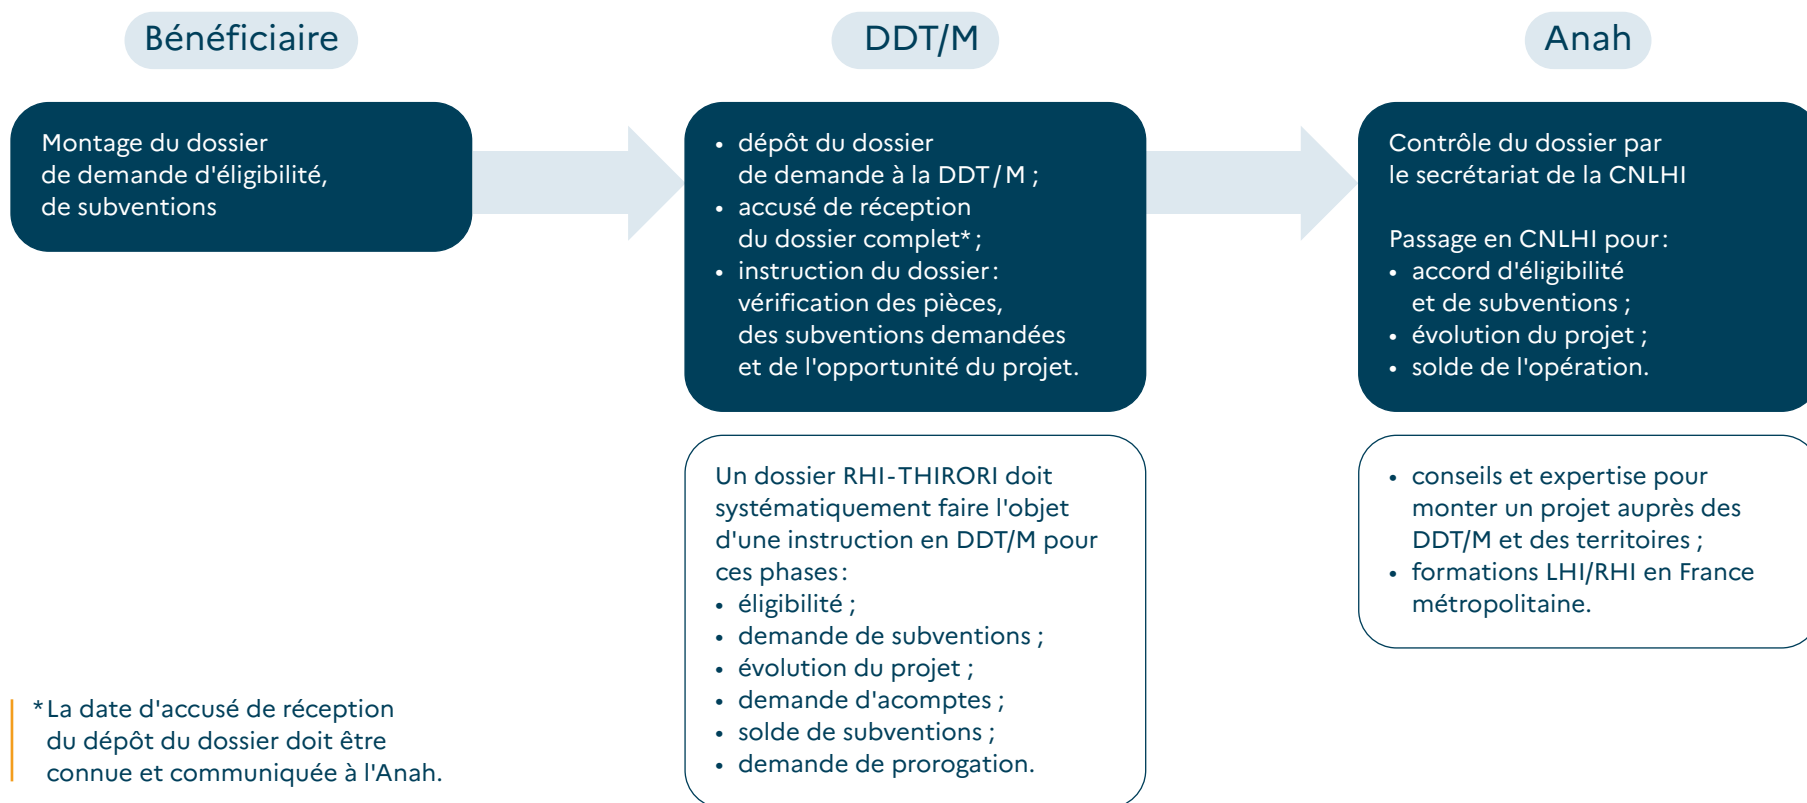 Bénéficiaire
DDT/M
Anah
Montage du dossier
de demande d'éligibilité,
de subventions
• dépôt du dossier
de demande à la DDT/M ;
• accusé de réception
du dossier complet* ;
• instruction du dossier :
vérification des pièces,
des subventions demandées
et de l'opportunité du projet.
Contrôle du dossier par
le secrétariat de la CNLHI
Passage en CNLHI pour :
• accord d'éligibilité
et de subventions ;
• évolution du projet ;
• solde de l'opération.
Un dossier RHI-THIRORI doit
systématiquement faire l'objet
d'une instruction en DDT/M pour
ces phases :
• éligibilité ;
• demande de subventions ;
• évolution du projet ;
• demande d'acomptes ;
• solde de subventions ;
• demande de prorogation.
• conseils et expertise pour
monter un projet auprès des
DDT/M et des territoires ;
• formations LHI/RHI en France
métropolitaine.
*La date d'accusé de réception
du dépôt du dossier doit être
connue et communiquée à l'Anah.